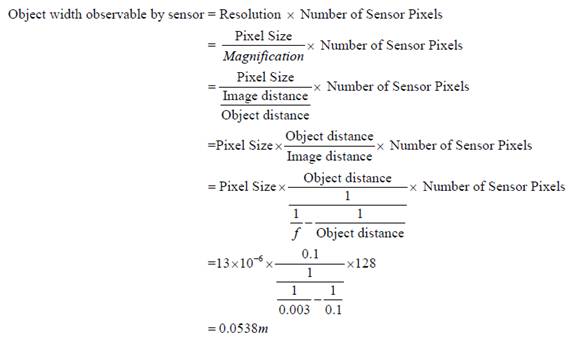 Object width observable by sensor = Resolution × Number of Sensor Pixels
= Pixel Size / Magnification × Number of Sensor Pixels
= Pixel Size / (Image distance / Object distance) × Number of Sensor Pixels
=Pixel Size× Object distance / Image distance × Number of Sensor Pixels
= Pixel Size× Object distance / (1 / (1/f − 1/Object distance)) × Number of Sensor Pixels
=13×10⁻⁶× 0.1 / (1 / (1/0.003 − 1/0.1)) ×128
= 0.0538m